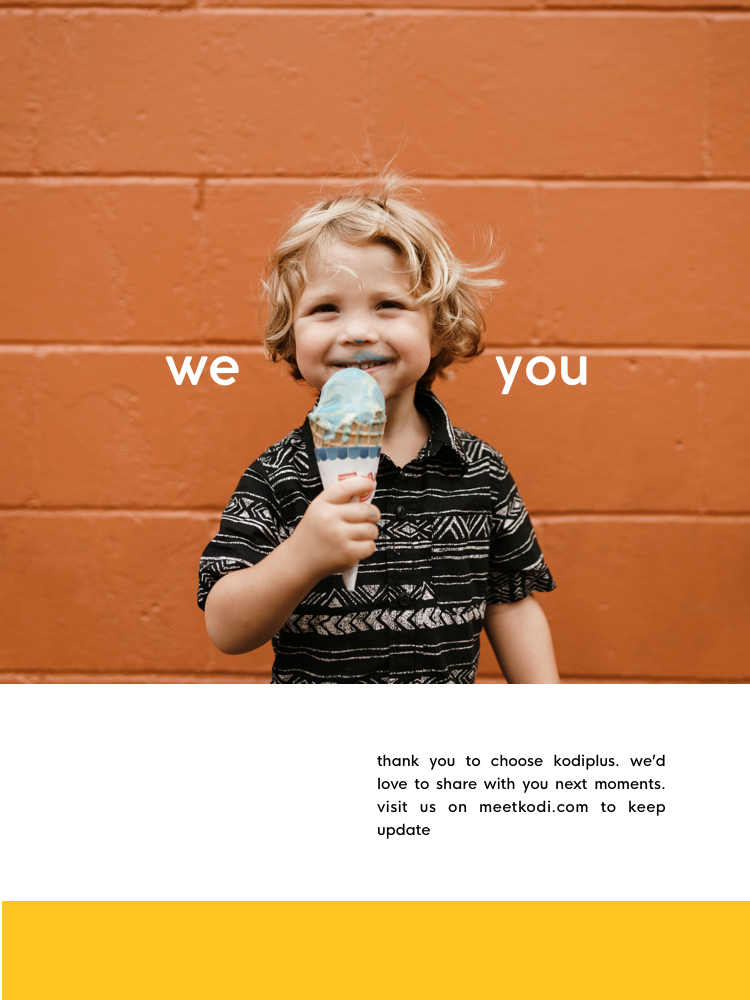 we you
thank you to choose kodiplus. we'd
love to share with you next moments.
visit us on meetkodi.com to keep
update